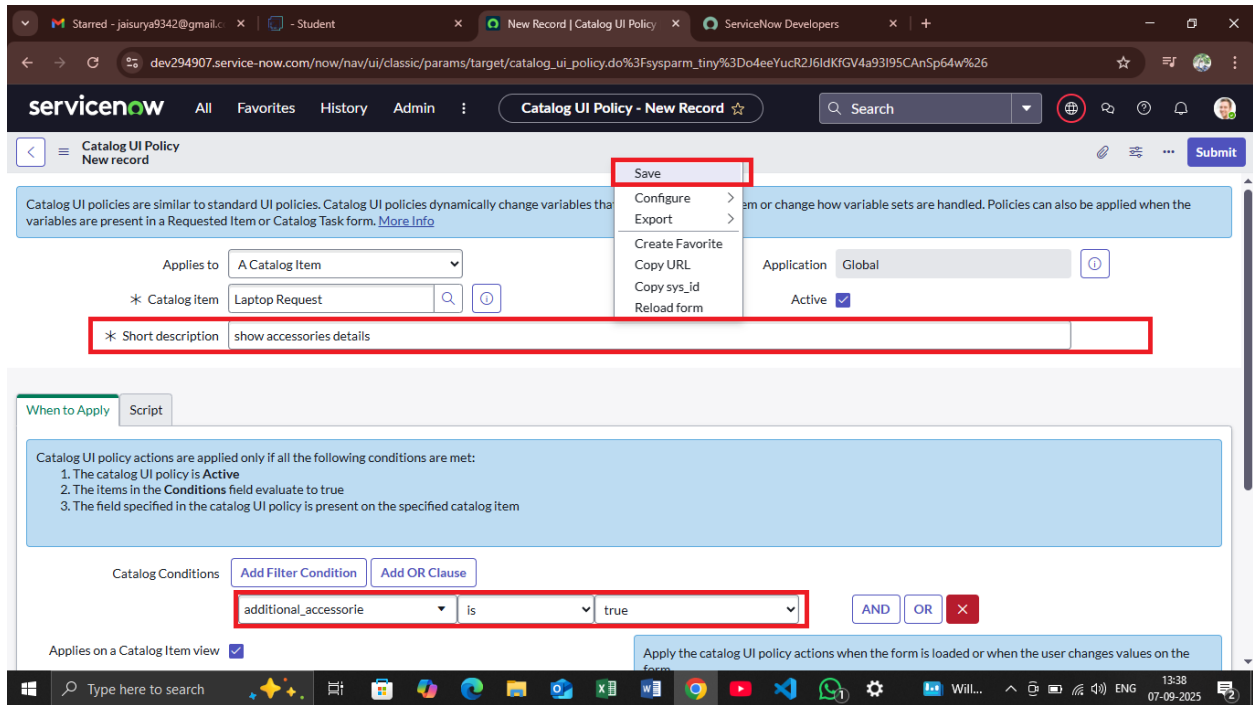 Starred - jaisurya9342@gmail.c
- Student
New Record | Catalog UI Policy
ServiceNow Developers
dev294907.service-now.com/now/nav/ui/classic/params/target/catalog_ui_policy.do%3Fsysparm_tiny%3Do4eeYucR2J6IdKfGV4a93I95CAnSp64w%26
servicenow All Favorites History Admin Catalog UI Policy - New Record Search
Catalog UI Policy
New record
Submit
Save
Configure
Export
Create Favorite
Copy URL
Copy sys_id
Reload form
Catalog UI policies are similar to standard UI policies. Catalog UI policies dynamically change variables tha em or change how variable sets are handled. Policies can also be applied when the
variables are present in a Requested Item or Catalog Task form. More Info
Applies to A Catalog Item Application Global
Catalog item Laptop Request Active
Short description show accessories details
When to Apply Script
Catalog UI policy actions are applied only if all the following conditions are met:
1. The catalog UI policy is Active
2. The items in the Conditions field evaluate to true
3. The field specified in the catalog UI policy is present on the specified catalog item
Catalog Conditions Add Filter Condition Add OR Clause
additional_accessorie is true AND OR
Applies on a Catalog Item view
Apply the catalog UI policy actions when the form is loaded or when the user changes values on the
form
Type here to search
Will... ENG 13:38
07-09-2025